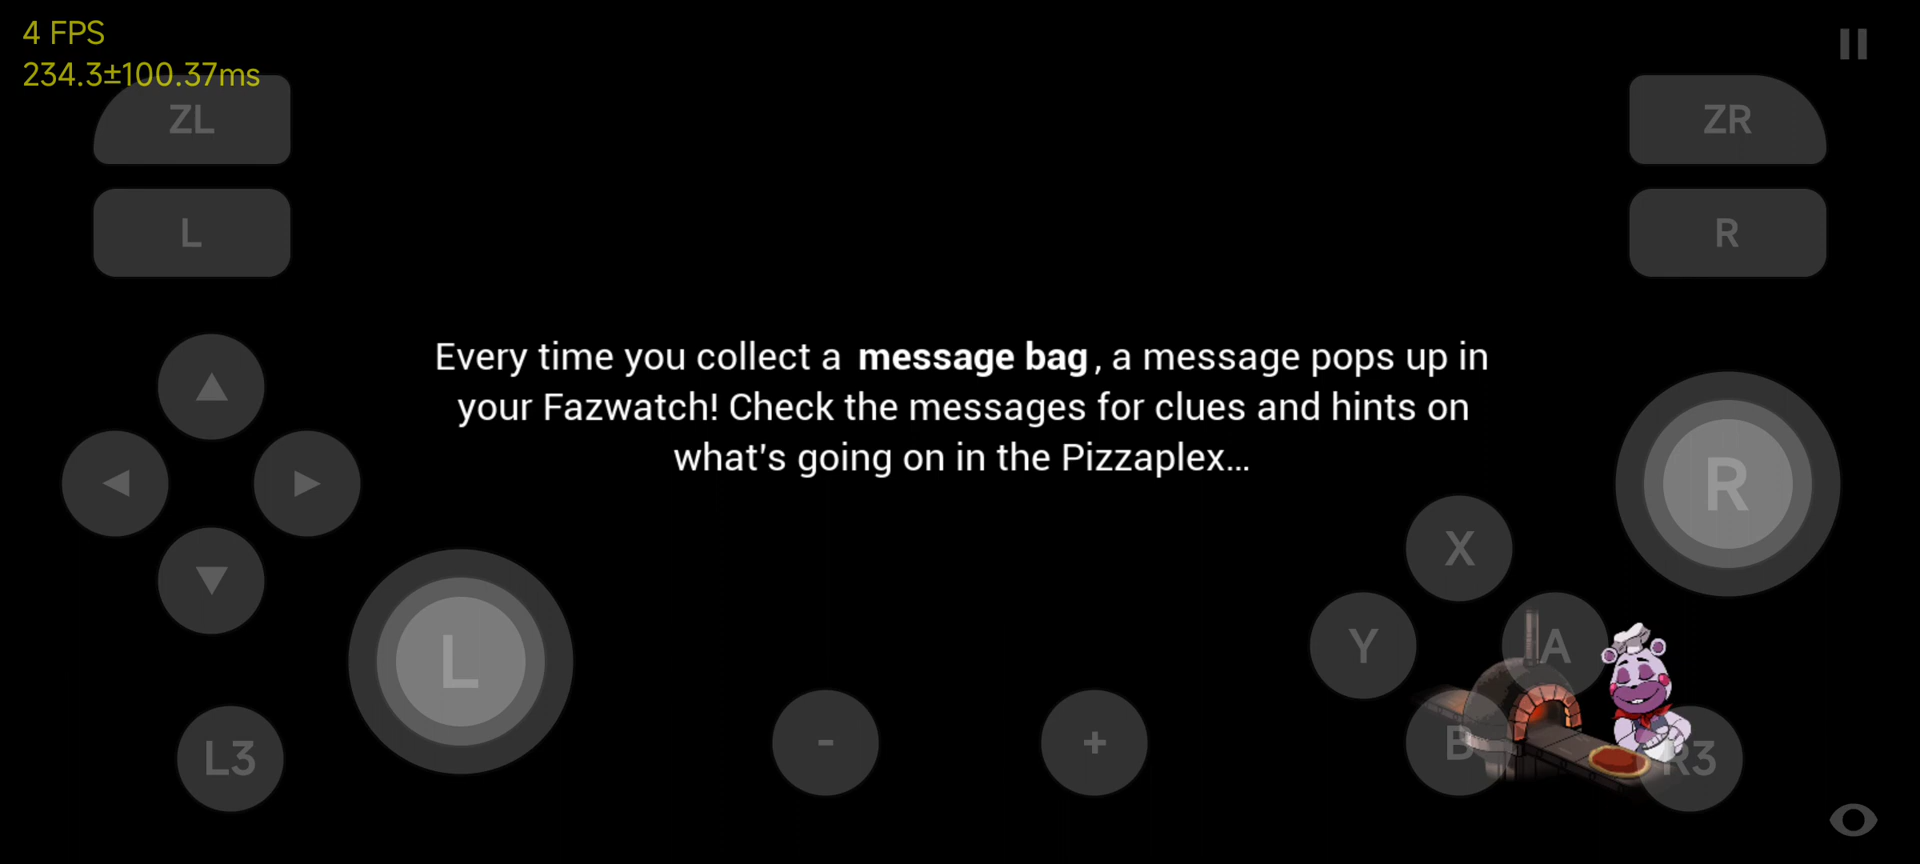 4 FPS
234.3±100.37ms
ZL
ZR
L
R
Every time you collect a message bag, a message pops up in
your Fazwatch! Check the messages for clues and hints on
what's going on in the Pizzaplex...
R
X
Y
A
L
B
L3
-
+
R3